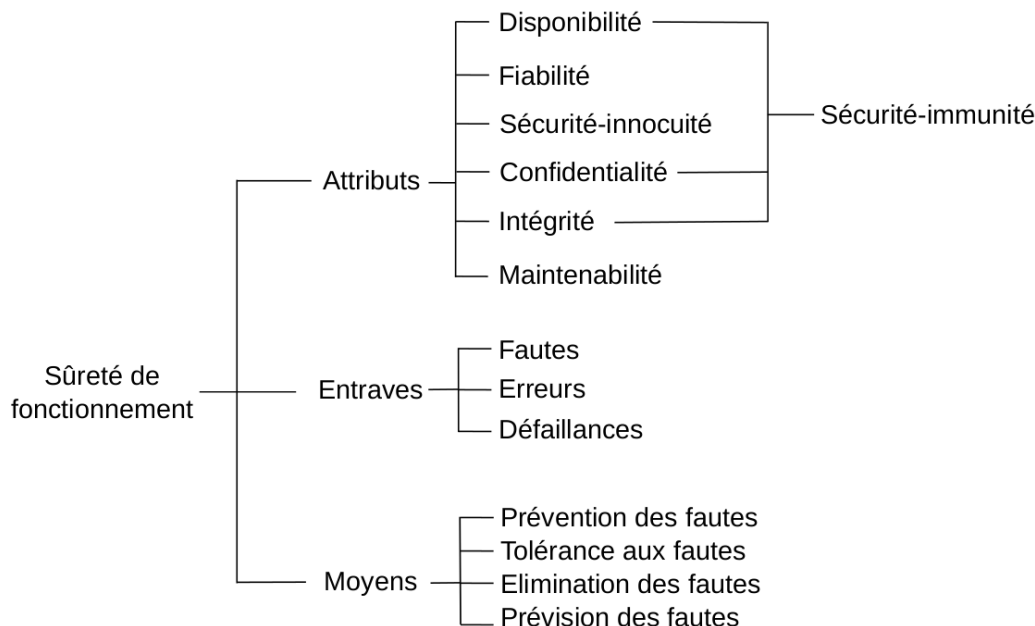 Disponibilité
Fiabilité
Sécurité-immunité
Sécurité-innocuité
Confidentialité
Attributs
Intégrité
Maintenabilité
Fautes
Sûreté de
fonctionnement
Entraves
Erreurs
Défaillances
Prévention des fautes
Tolérance aux fautes
Moyens
Elimination des fautes
Prévision des fautes